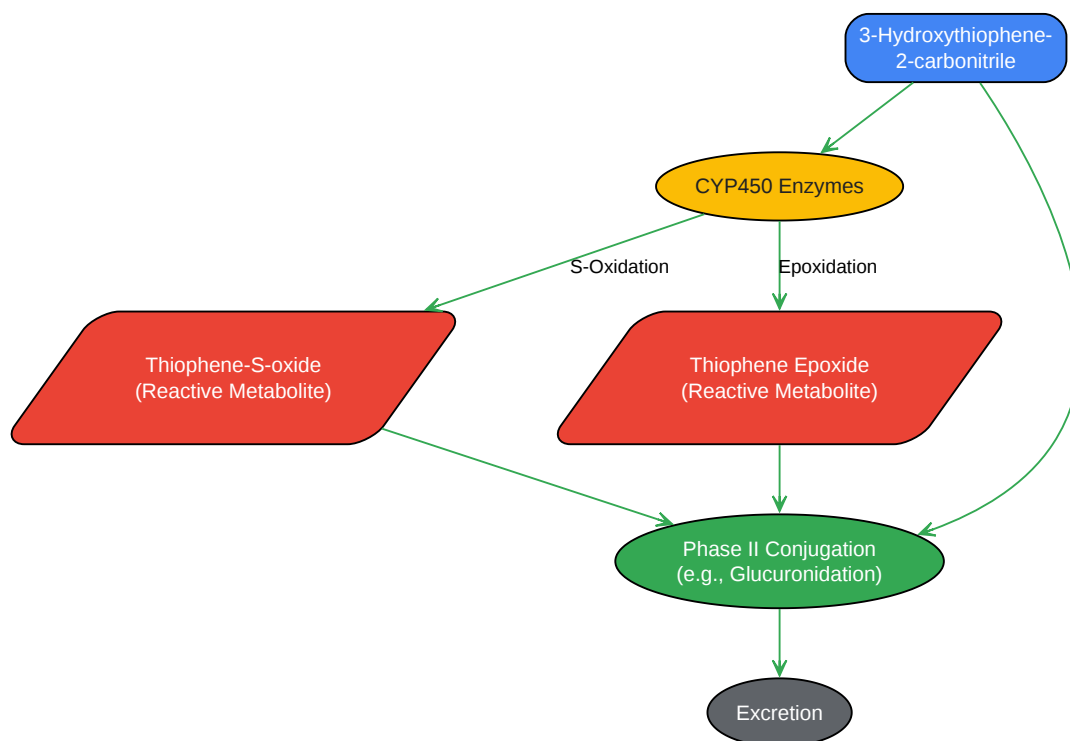 3-Hydroxythiophene-
2-carbonitrile
CYP450 Enzymes
S-Oxidation
Epoxidation
Thiophene-S-oxide
(Reactive Metabolite)
Thiophene Epoxide
(Reactive Metabolite)
Phase II Conjugation
(e.g., Glucuronidation)
Excretion